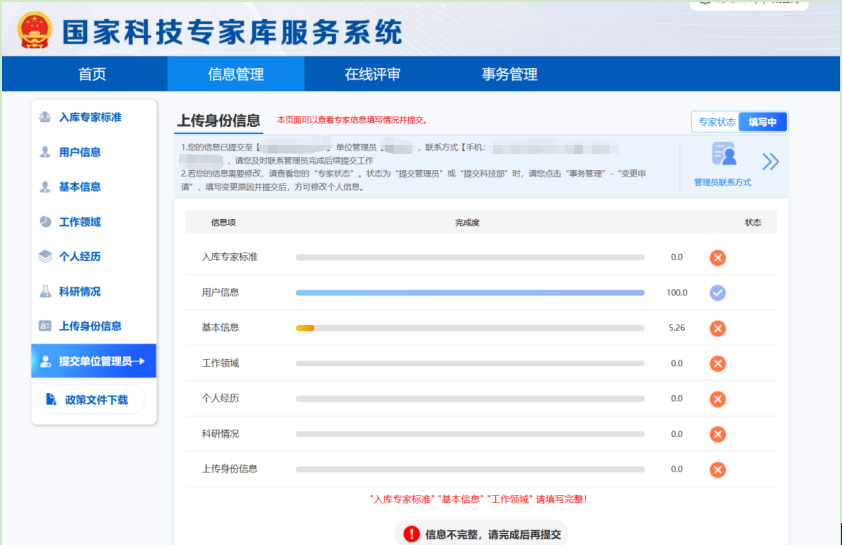 国家科技专家库服务系统
首页 信息管理 在线评审 事务管理
入库专家标准
用户信息
基本信息
工作领域
个人经历
科研情况
上传身份信息
提交单位管理员
政策文件下载
上传身份信息 本页面可以查看专家信息填写情况并提交。
专家状态 填写中
1.您的信息已提交至【 】单位管理员【 ，联系方式【手机：
，请您及时联系管理员完成后续提交工作
2.若您的信息需要修改，请查看您的“专家状态”。状态为“提交管理员”或“提交科技部”时，请您点击“事务管理”-“变更申
请”，填写变更原因并提交后，方可修改个人信息。
管理员联系方式
信息项 完成度 状态
入库专家标准 0.0
用户信息 100.0
基本信息 5.26
工作领域 0.0
个人经历 0.0
科研情况 0.0
上传身份信息 0.0
"入库专家标准" "基本信息" "工作领域" 请填写完整!
信息不完整，请完成后再提交